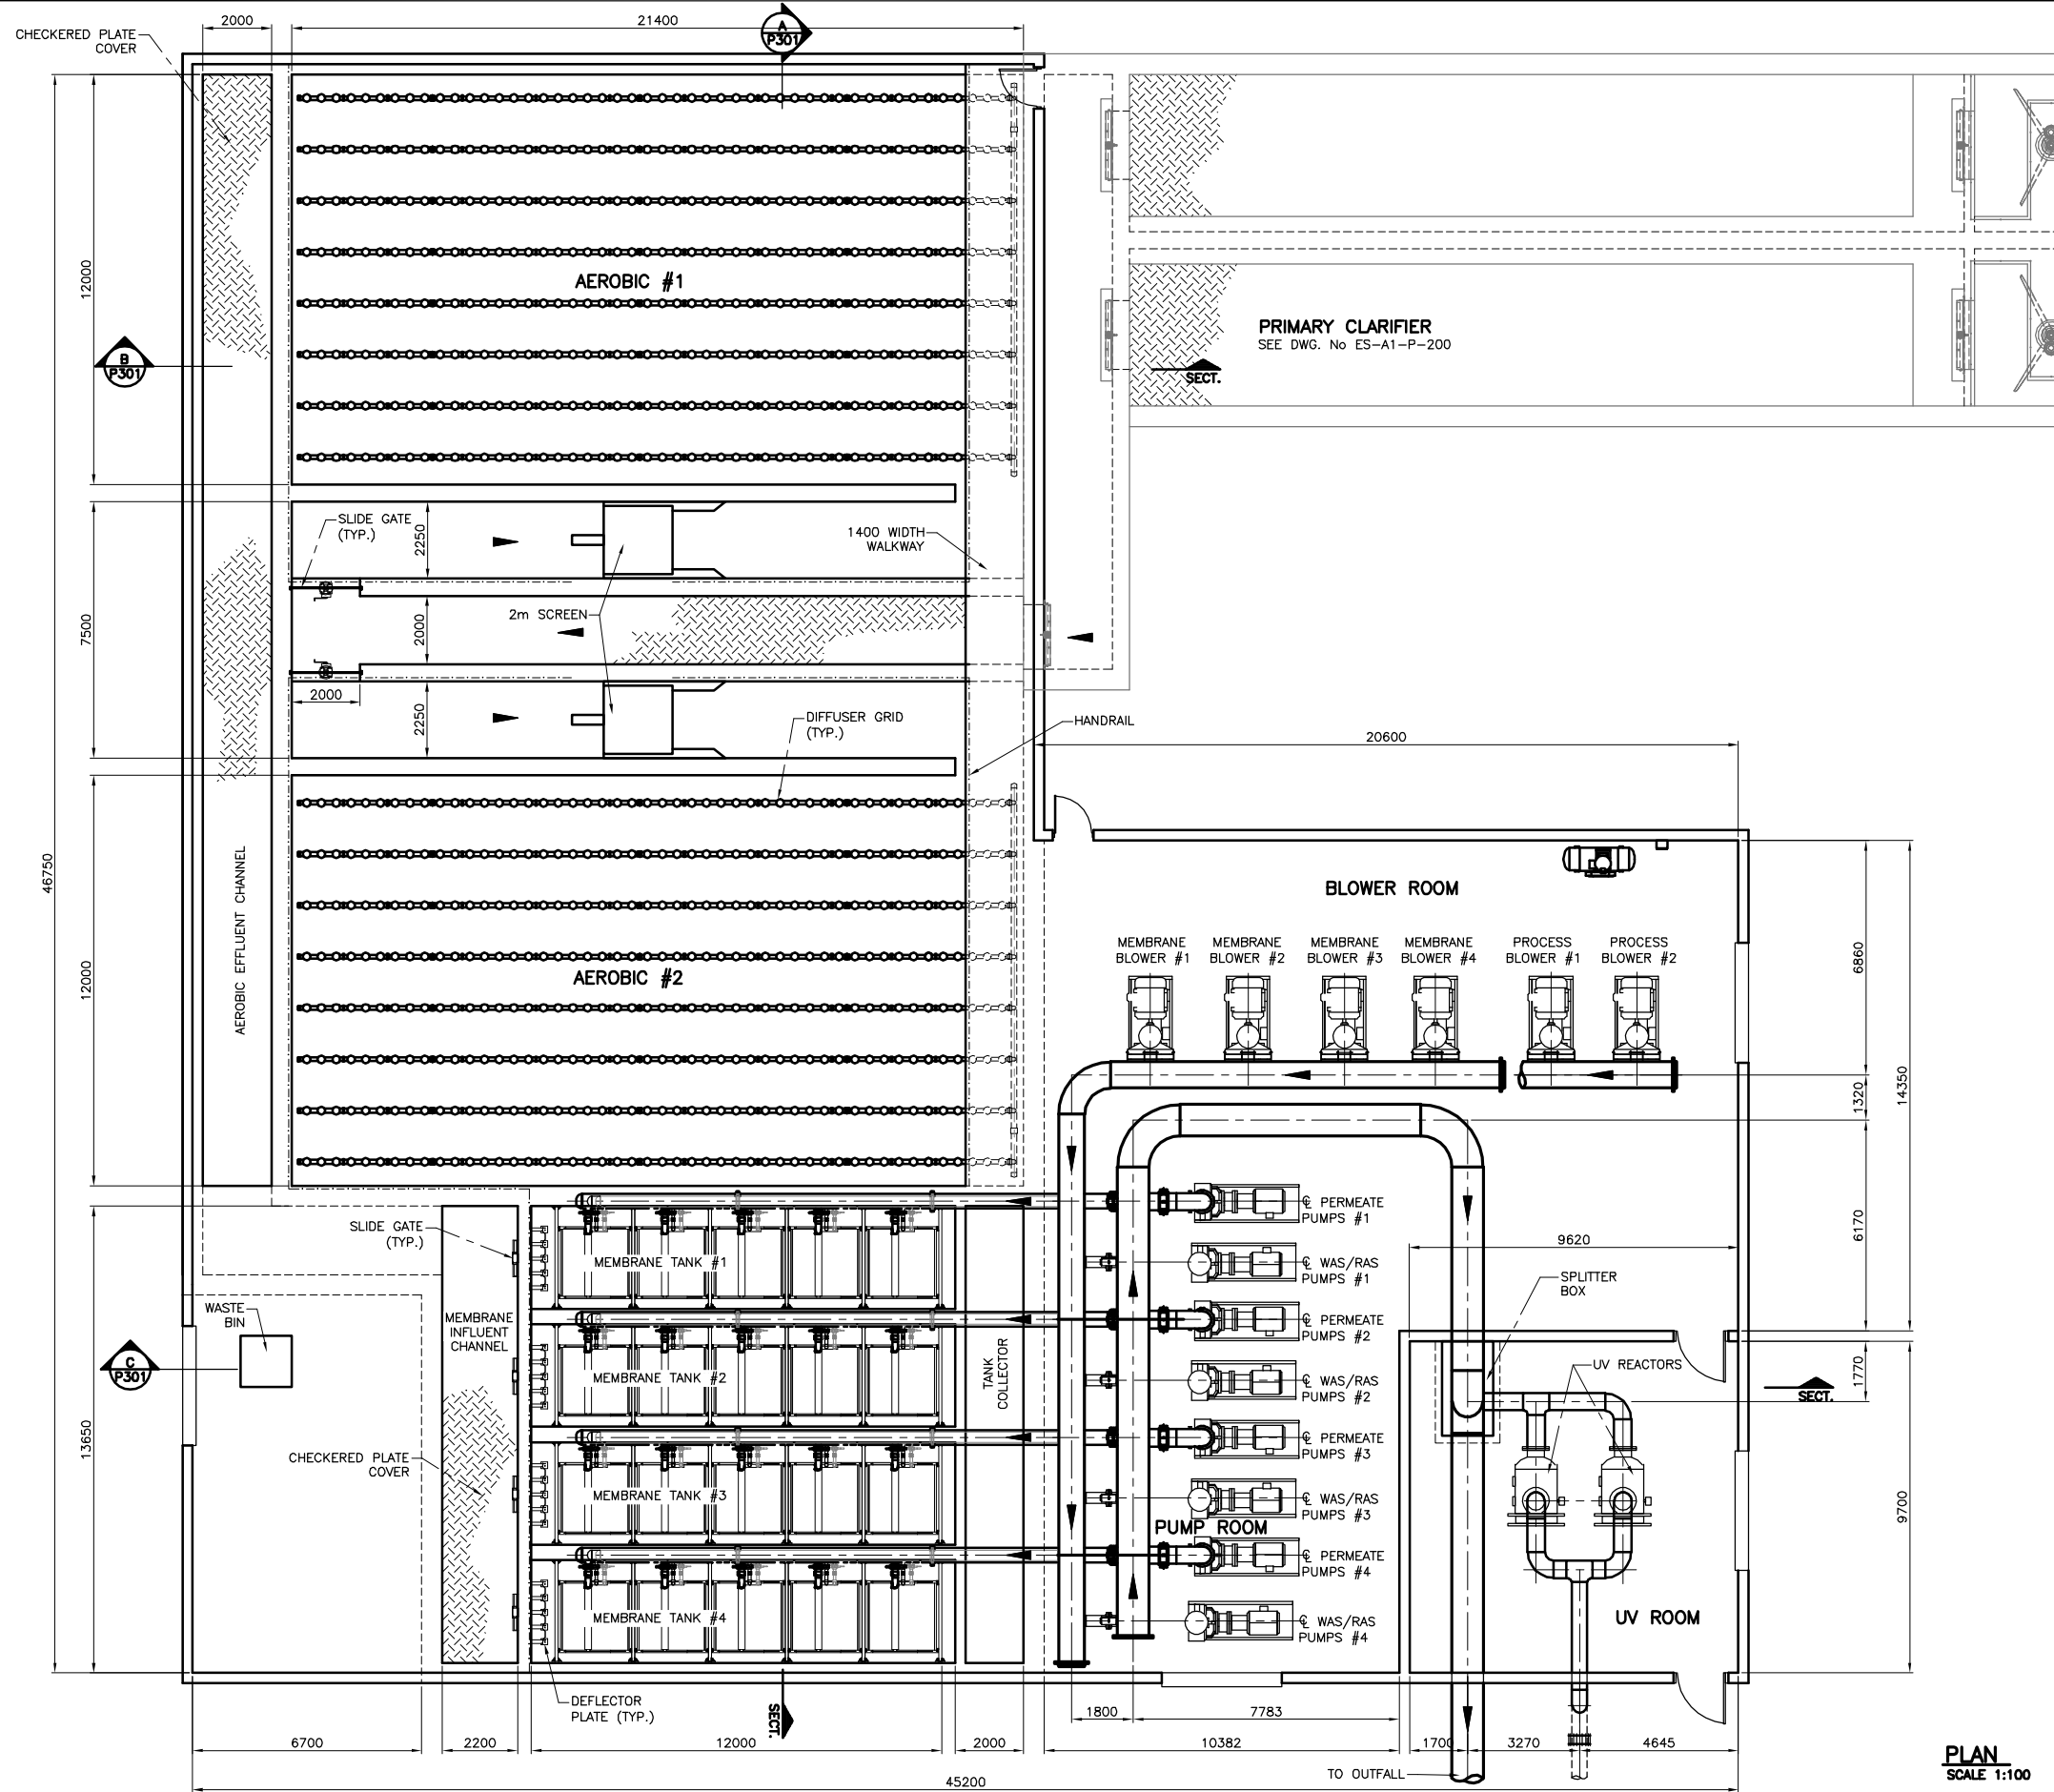 2000
21400
A
P301
CHECKERED PLATE
COVER
12000
AEROBIC #1
PRIMARY CLARIFIER
SEE DWG. No ES-A1-P-200
SECT.
B
P301
SLIDE GATE
(TYP.)
2250
1400 WIDTH
WALKWAY
7500
2m SCREEN
2000
2000
2250
DIFFUSER GRID
(TYP.)
HANDRAIL
20600
46750
AEROBIC EFFLUENT CHANNEL
12000
AEROBIC #2
BLOWER ROOM
MEMBRANE
BLOWER #1
MEMBRANE
BLOWER #2
MEMBRANE
BLOWER #3
MEMBRANE
BLOWER #4
PROCESS
BLOWER #1
PROCESS
BLOWER #2
6860
1320
14350
6170
SLIDE GATE
(TYP.)
MEMBRANE TANK #1
℄ PERMEATE
PUMPS #1
℄ WAS/RAS
PUMPS #1
9620
SPLITTER
BOX
WASTE
BIN
MEMBRANE
INFLUENT
CHANNEL
℄ PERMEATE
PUMPS #2
C
P301
MEMBRANE TANK #2
TANK
COLLECTOR
℄ WAS/RAS
PUMPS #2
UV REACTORS
1770
SECT.
13650
CHECKERED PLATE
COVER
℄ PERMEATE
PUMPS #3
MEMBRANE TANK #3
℄ WAS/RAS
PUMPS #3
PUMP ROOM
9700
℄ PERMEATE
PUMPS #4
MEMBRANE TANK #4
℄ WAS/RAS
PUMPS #4
UV ROOM
DEFLECTOR
PLATE (TYP.)
SECT.
1800
7783
6700
2200
12000
2000
10382
1700
3270
4645
TO OUTFALL
45200
PLAN
SCALE 1:100